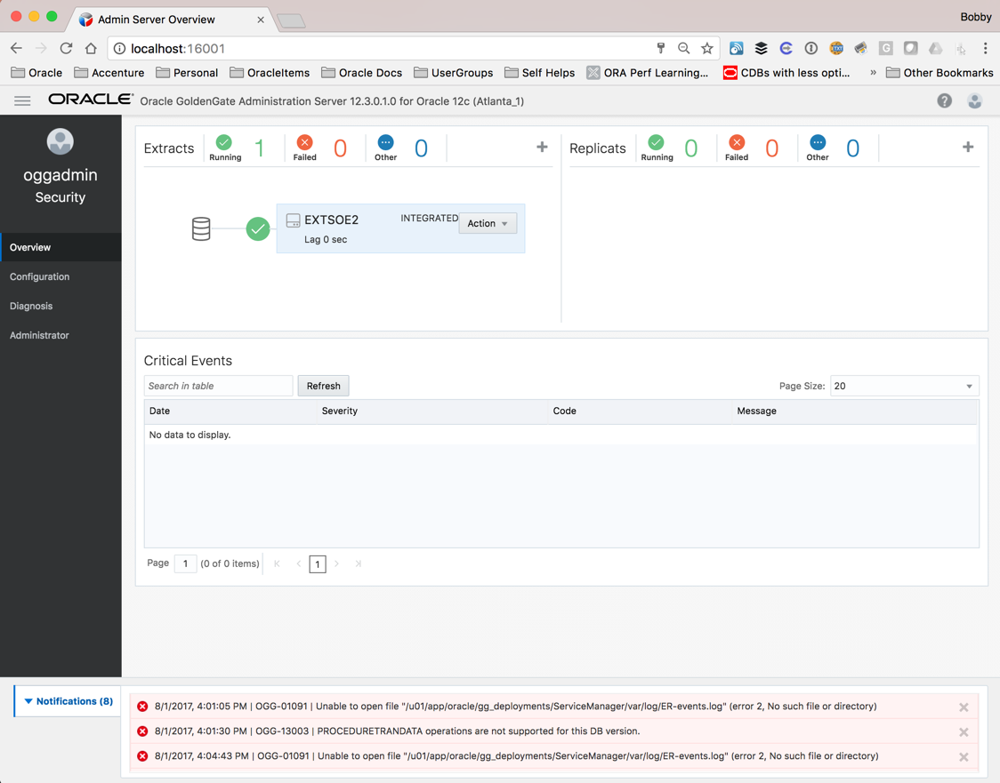 Admin Server Overview
Bobby
localhost:16001
Oracle Accenture Personal OracleItems Oracle Docs UserGroups Self Helps ORA Perf Learning... CDBs with less opti... » Other Bookmarks
ORACLE Oracle GoldenGate Administration Server 12.3.0.1.0 for Oracle 12c (Atlanta_1)
oggadmin
Security
Overview
Configuration
Diagnosis
Administrator
Extracts Running 1 Failed 0 Other 0 +
Replicats Running 0 Failed 0 Other 0 +
EXTSOE2 INTEGRATED Action
Lag 0 sec
Critical Events
Search in table Refresh Page Size: 20
Date Severity Code Message
No data to display.
Page 1 (0 of 0 items) 1
Notifications (8)
8/1/2017, 4:01:05 PM | OGG-01091 | Unable to open file "/u01/app/oracle/gg_deployments/ServiceManager/var/log/ER-events.log" (error 2, No such file or directory)
8/1/2017, 4:01:30 PM | OGG-13003 | PROCEDURETRANDATA operations are not supported for this DB version.
8/1/2017, 4:04:43 PM | OGG-01091 | Unable to open file "/u01/app/oracle/gg_deployments/ServiceManager/var/log/ER-events.log" (error 2, No such file or directory)